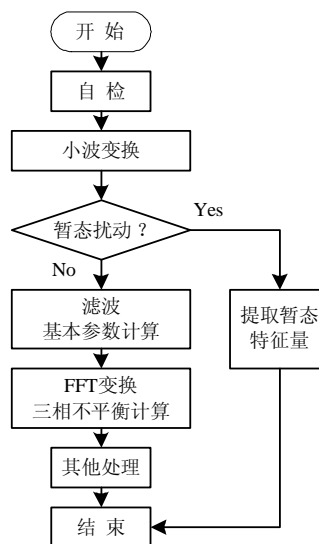 开 始
自 检
小波变换
暂态扰动？
Yes
No
滤波
基本参数计算
提取暂态
特征量
FFT变换
三相不平衡计算
其他处理
结 束